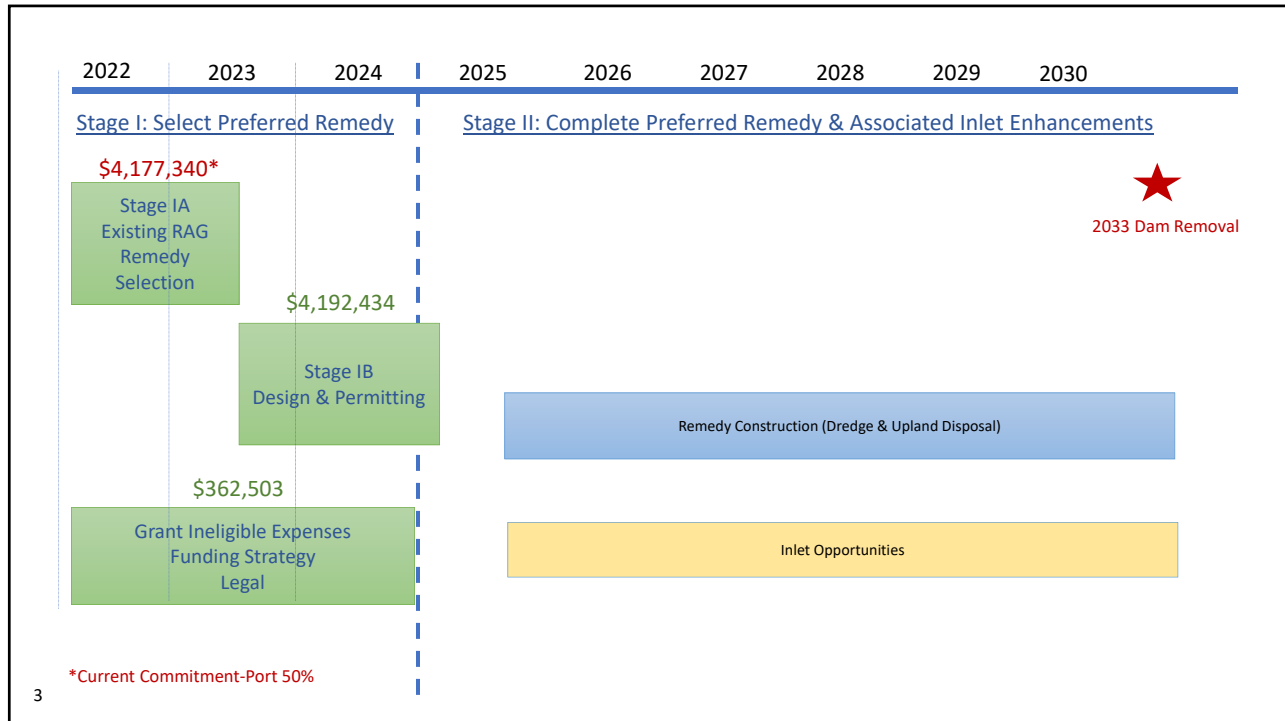 2022 2023 2024 2025 2026 2027 2028 2029 2030
Stage I: Select Preferred Remedy
Stage II: Complete Preferred Remedy & Associated Inlet Enhancements
$4,177,340*
Stage IA
Existing RAG
Remedy
Selection
2033 Dam Removal
$4,192,434
Stage IB
Design & Permitting
Remedy Construction (Dredge & Upland Disposal)
$362,503
Grant Ineligible Expenses
Funding Strategy
Legal
Inlet Opportunities
*Current Commitment-Port 50%
3